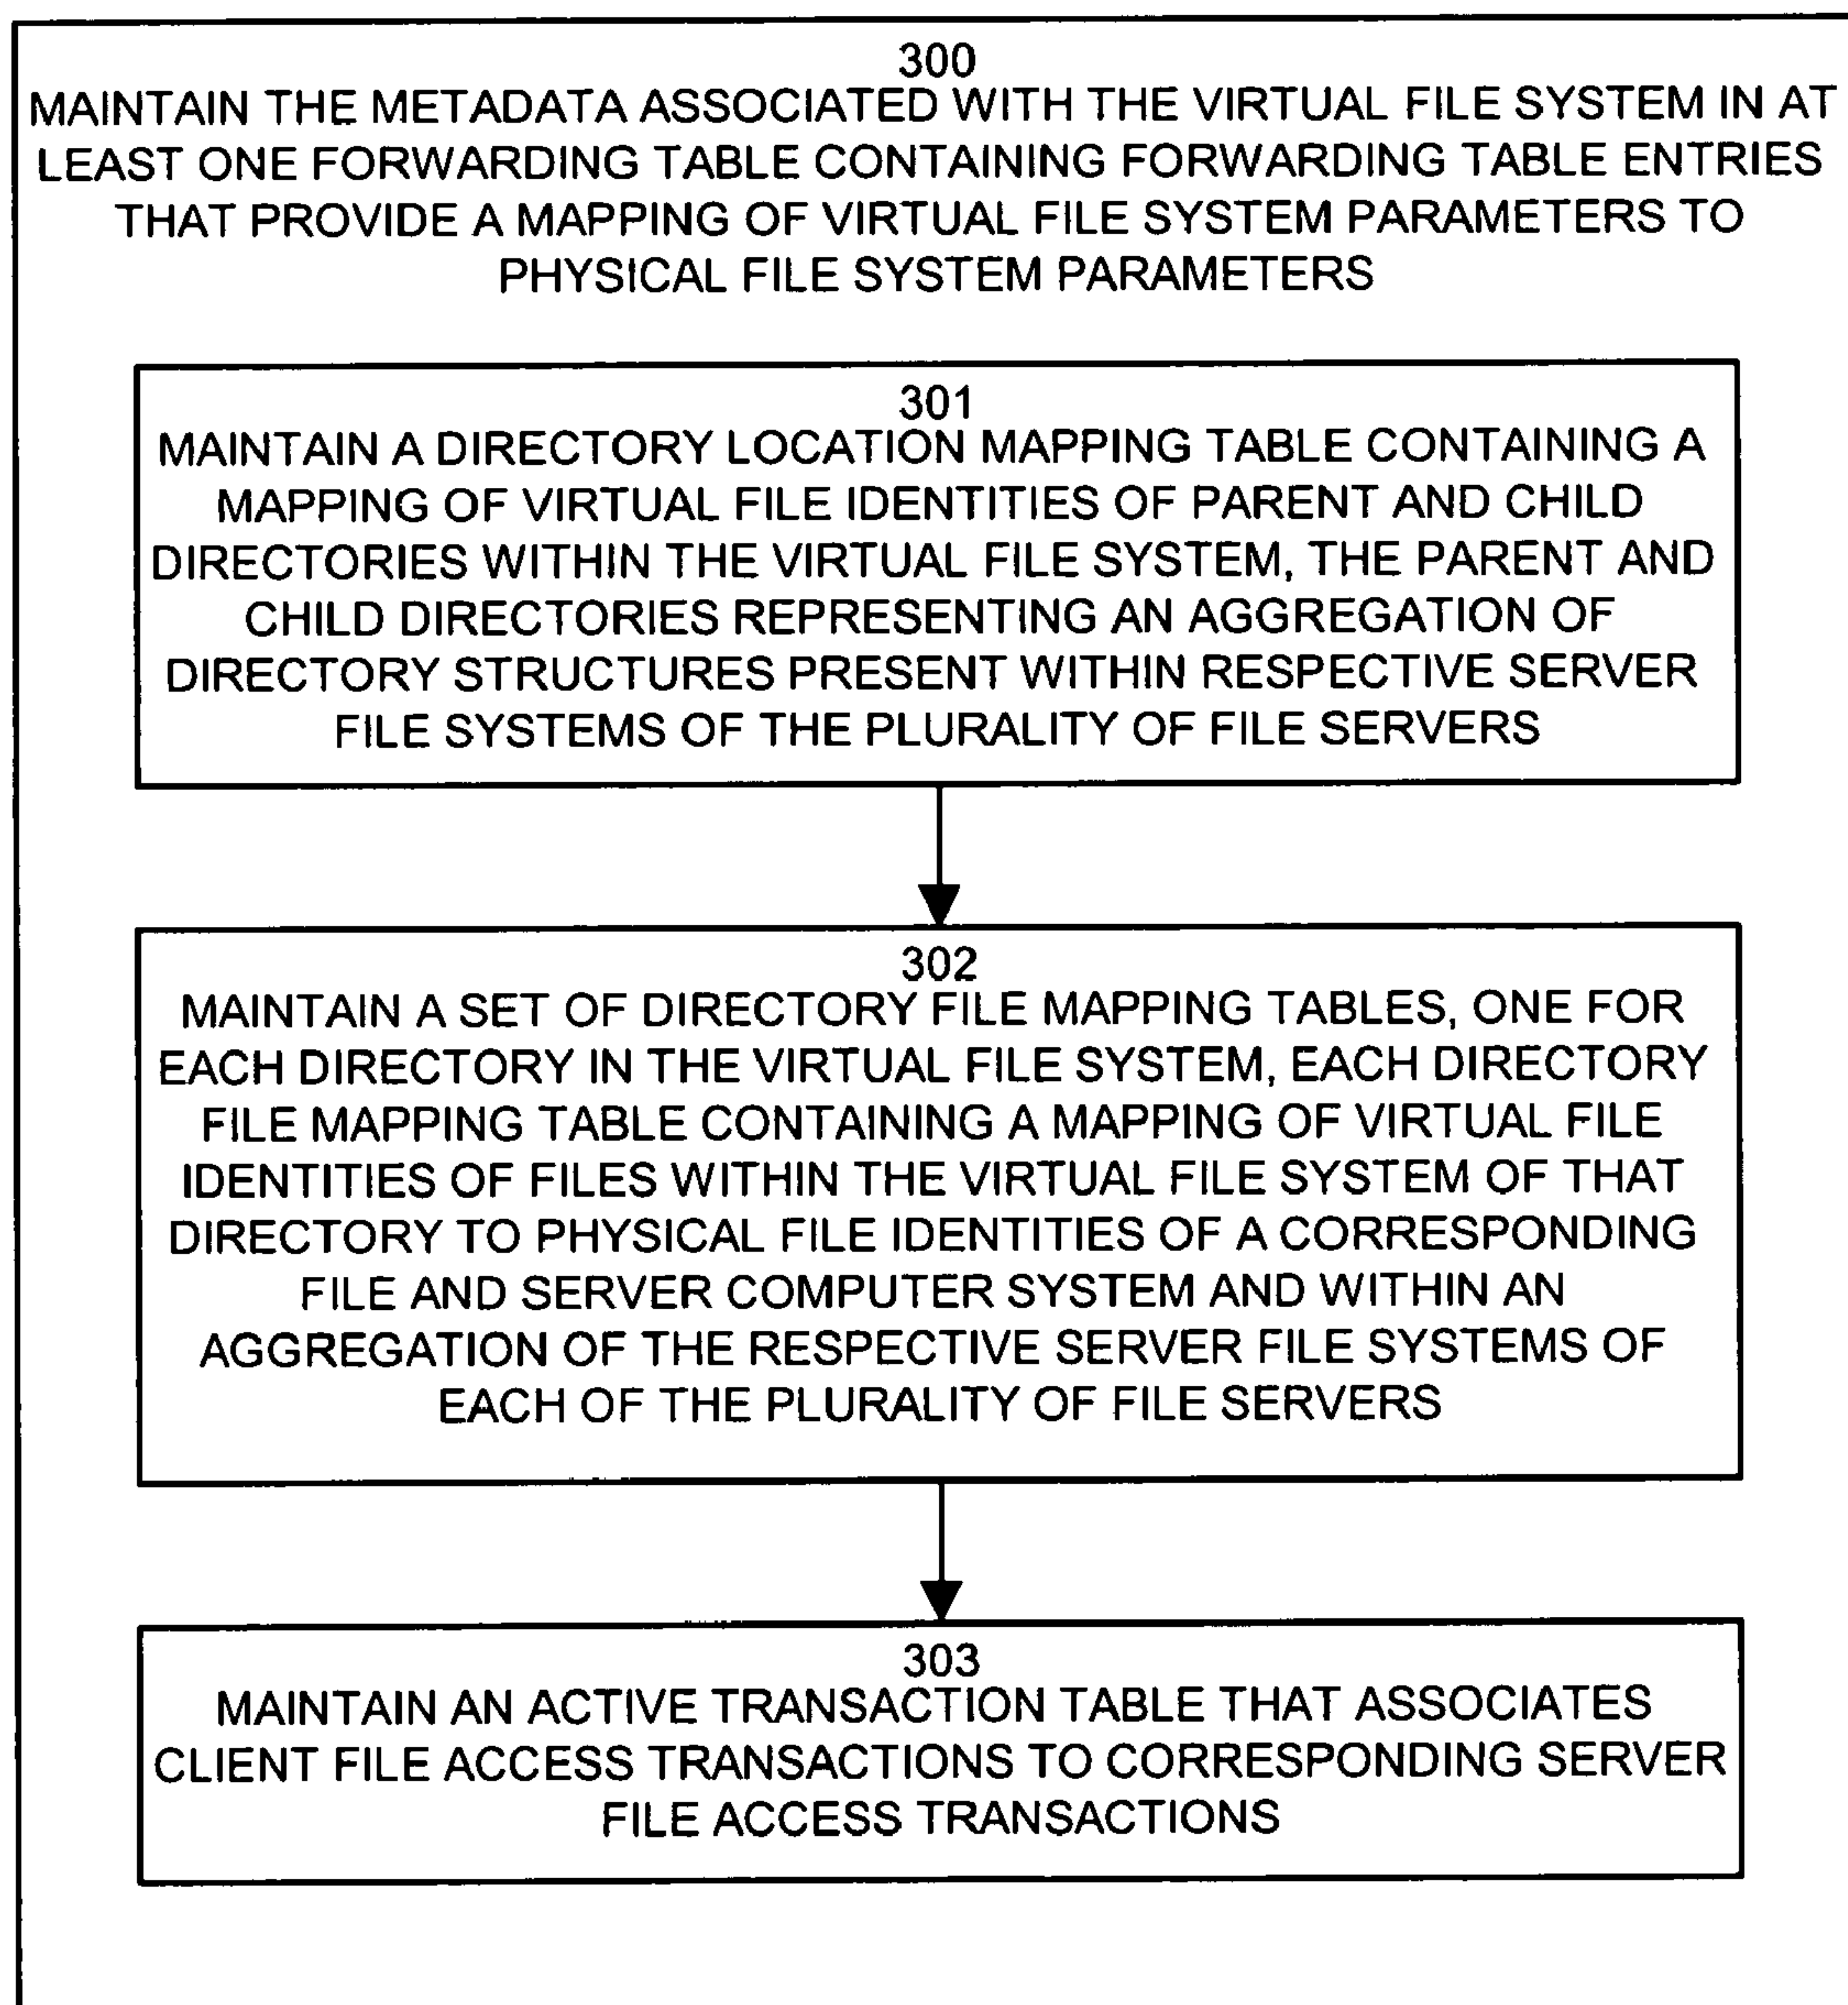 300
MAINTAIN THE METADATA ASSOCIATED WITH THE VIRTUAL FILE SYSTEM IN AT
LEAST ONE FORWARDING TABLE CONTAINING FORWARDING TABLE ENTRIES
THAT PROVIDE A MAPPING OF VIRTUAL FILE SYSTEM PARAMETERS TO
PHYSICAL FILE SYSTEM PARAMETERS
301
MAINTAIN A DIRECTORY LOCATION MAPPING TABLE CONTAINING A
MAPPING OF VIRTUAL FILE IDENTITIES OF PARENT AND CHILD
DIRECTORIES WITHIN THE VIRTUAL FILE SYSTEM, THE PARENT AND
CHILD DIRECTORIES REPRESENTING AN AGGREGATION OF
DIRECTORY STRUCTURES PRESENT WITHIN RESPECTIVE SERVER
FILE SYSTEMS OF THE PLURALITY OF FILE SERVERS
302
MAINTAIN A SET OF DIRECTORY FILE MAPPING TABLES, ONE FOR
EACH DIRECTORY IN THE VIRTUAL FILE SYSTEM, EACH DIRECTORY
FILE MAPPING TABLE CONTAINING A MAPPING OF VIRTUAL FILE
IDENTITIES OF FILES WITHIN THE VIRTUAL FILE SYSTEM OF THAT
DIRECTORY TO PHYSICAL FILE IDENTITIES OF A CORRESPONDING
FILE AND SERVER COMPUTER SYSTEM AND WITHIN AN
AGGREGATION OF THE RESPECTIVE SERVER FILE SYSTEMS OF
EACH OF THE PLURALITY OF FILE SERVERS
303
MAINTAIN AN ACTIVE TRANSACTION TABLE THAT ASSOCIATES
CLIENT FILE ACCESS TRANSACTIONS TO CORRESPONDING SERVER
FILE ACCESS TRANSACTIONS